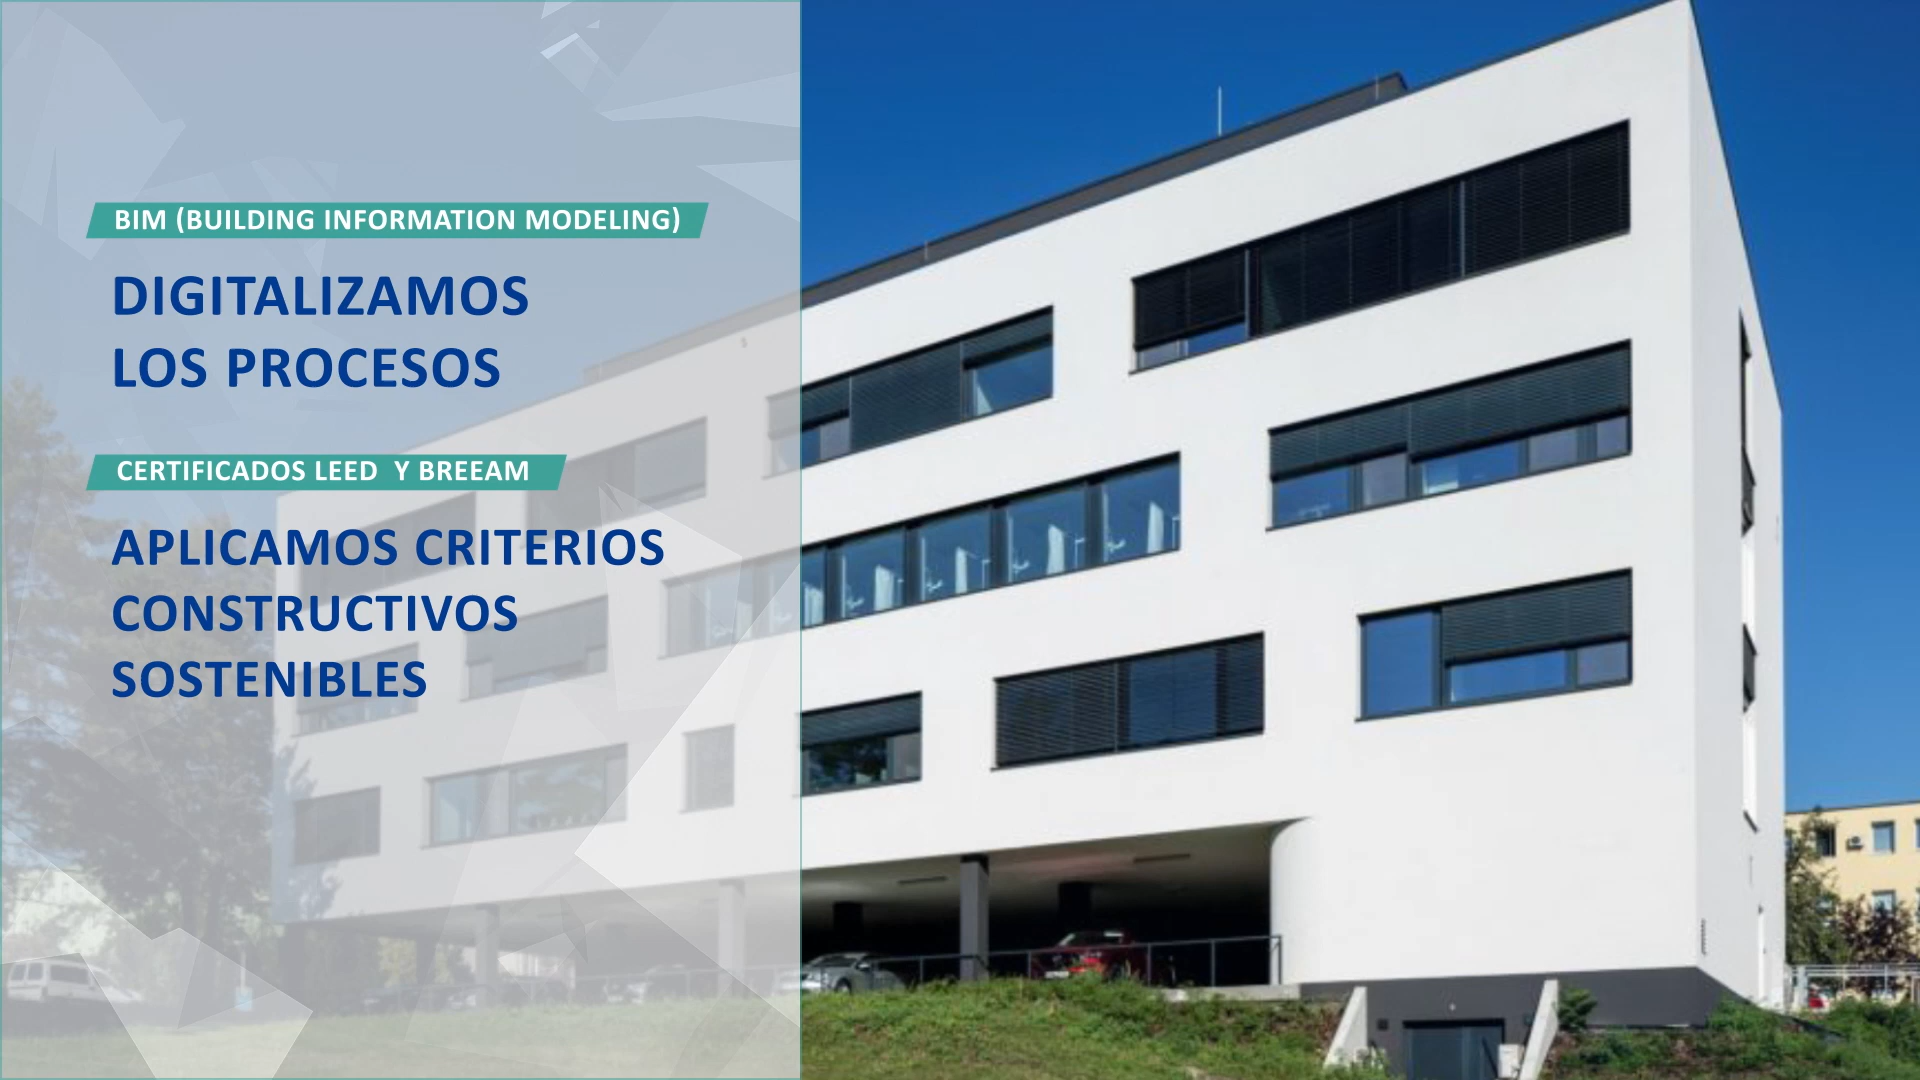 BIM (BUILDING INFORMATION MODELING)
DIGITALIZAMOS
LOS PROCESOS
CERTIFICADOS LEED  Y BREEAM
APLICAMOS CRITERIOS
CONSTRUCTIVOS
SOSTENIBLES